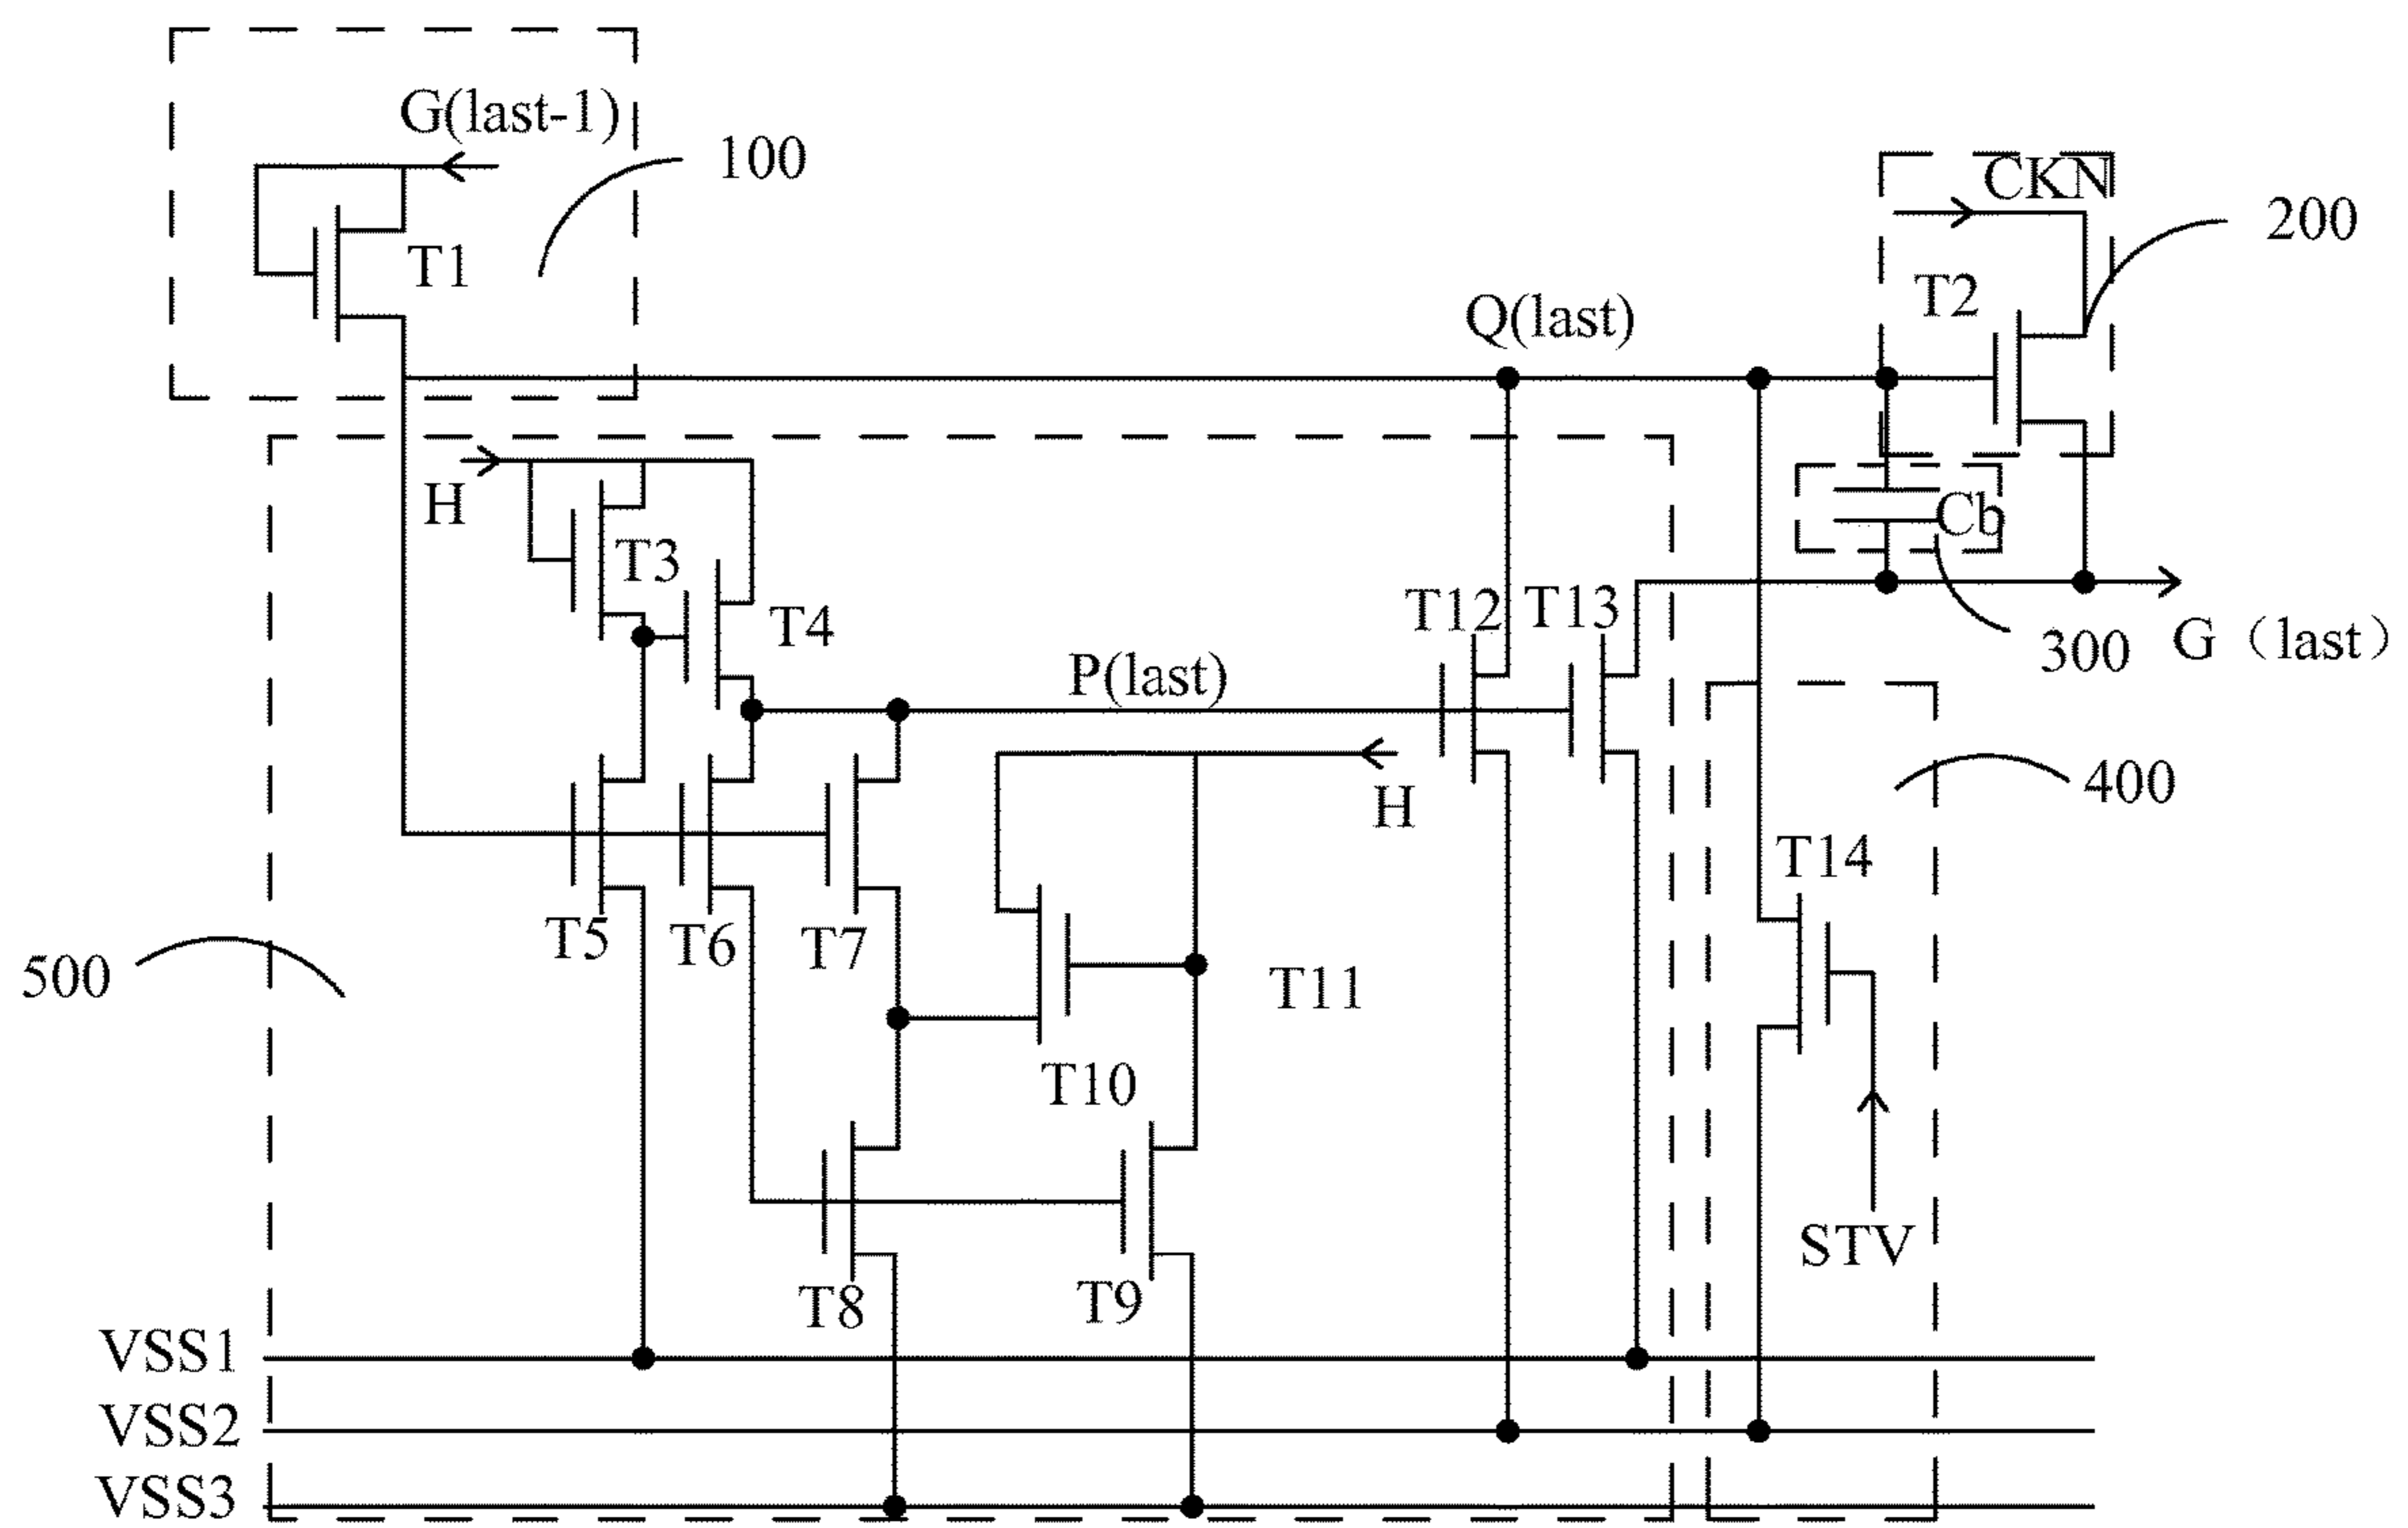 G(last-1)
100
CKN
200
T1
T2
Q(last)
H
T3
Cb
T4
T12
T13
300
G（last）
P(last)
400
H
T14
T5
T6
T7
500
T11
T10
STV
T8
T9
VSS1
VSS2
VSS3